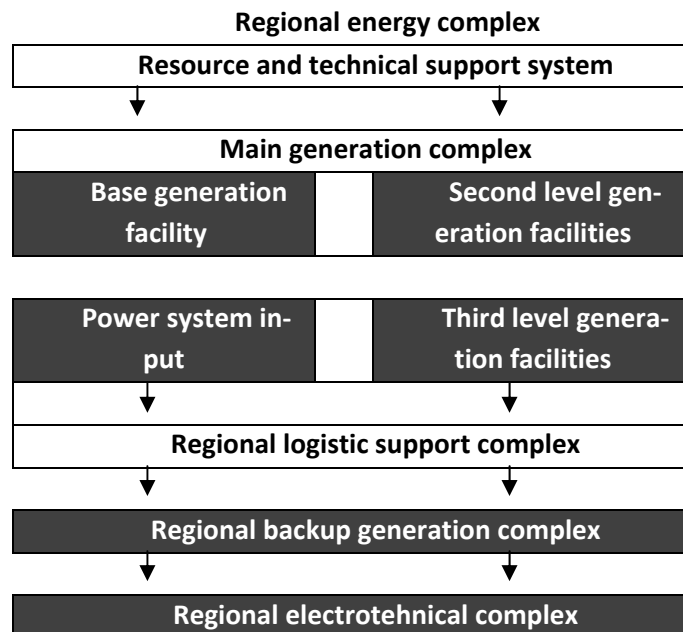 Regional energy complex
Resource and technical support system
Main generation complex
Base generation
facility
Second level gen-
eration facilities
Power system in-
put
Third level genera-
tion facilities
Regional logistic support complex
Regional backup generation complex
Regional electrotehnical complex